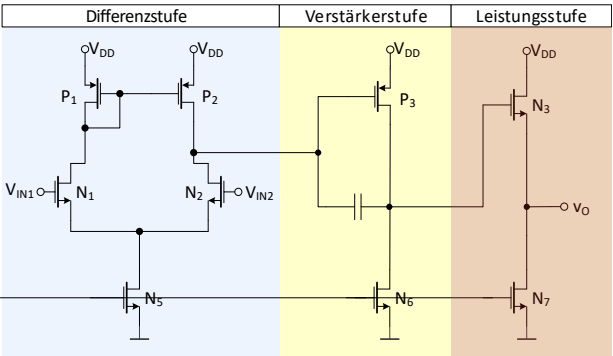 Differenzstufe
Verstärkerstufe
Leistungsstufe
VDD
VDD
VDD
VDD
P1
P2
P3
N3
VIN1
N1
N2
VIN2
vO
N5
N6
N7